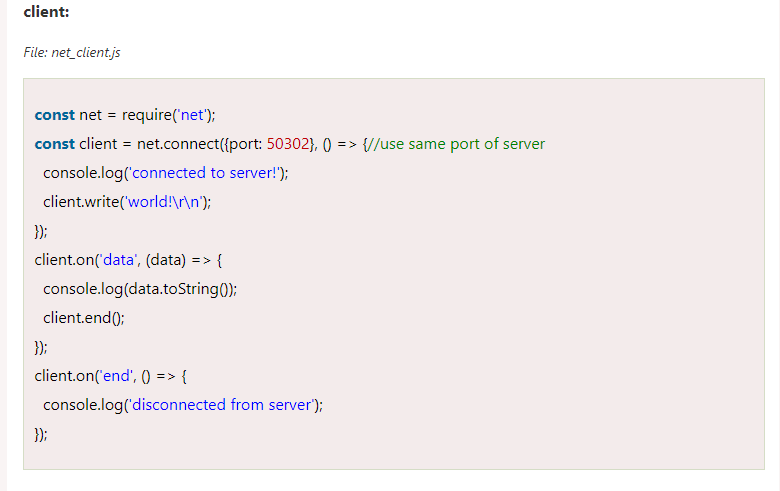 client:
File: net_client.js
const net = require('net');
const client = net.connect({port: 50302}, () => {//use same port of server
  console.log('connected to server!');
  client.write('world!\r\n');
});
client.on('data', (data) => {
  console.log(data.toString());
  client.end();
});
client.on('end', () => {
  console.log('disconnected from server');
});